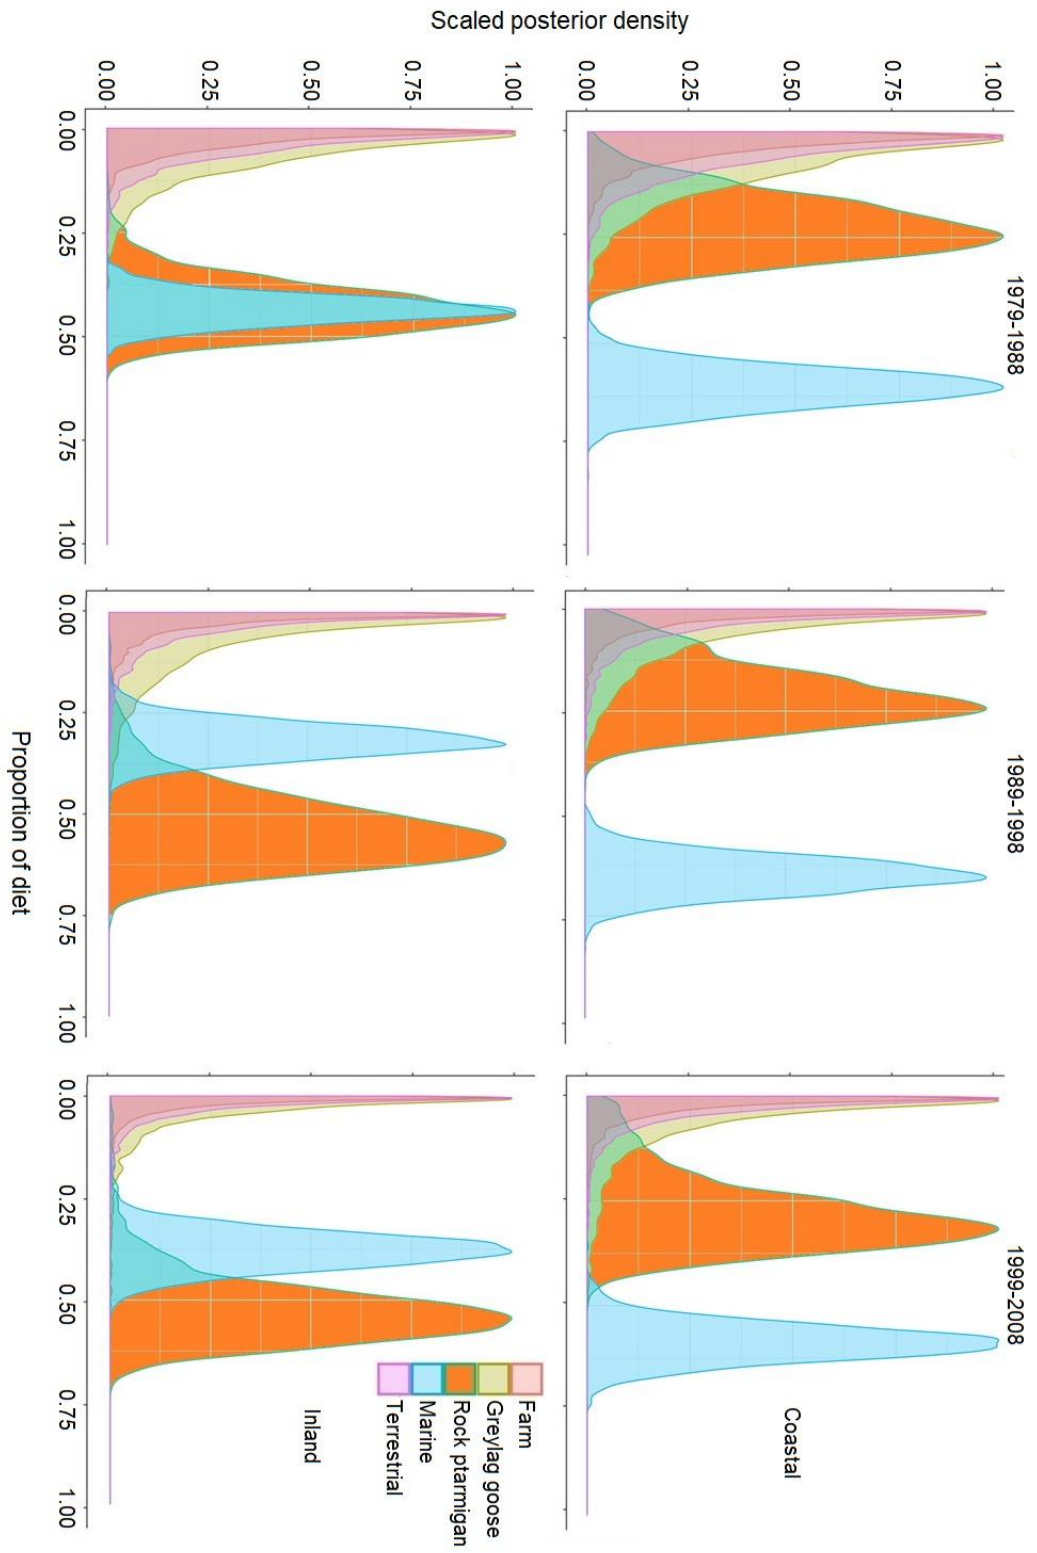 Scaled posterior density
1979-1988
1989-1998
1999-2008
1.00
0.75
0.50
0.25
0.00
Coastal
1.00
0.75
0.50
0.25
0.00
Farm
Greylag goose
Rock ptarmigan
Marine
Terrestrial
Inland
0.00 0.25 0.50 0.75 1.00
0.00 0.25 0.50 0.75 1.00
0.00 0.25 0.50 0.75 1.00
Proportion of diet